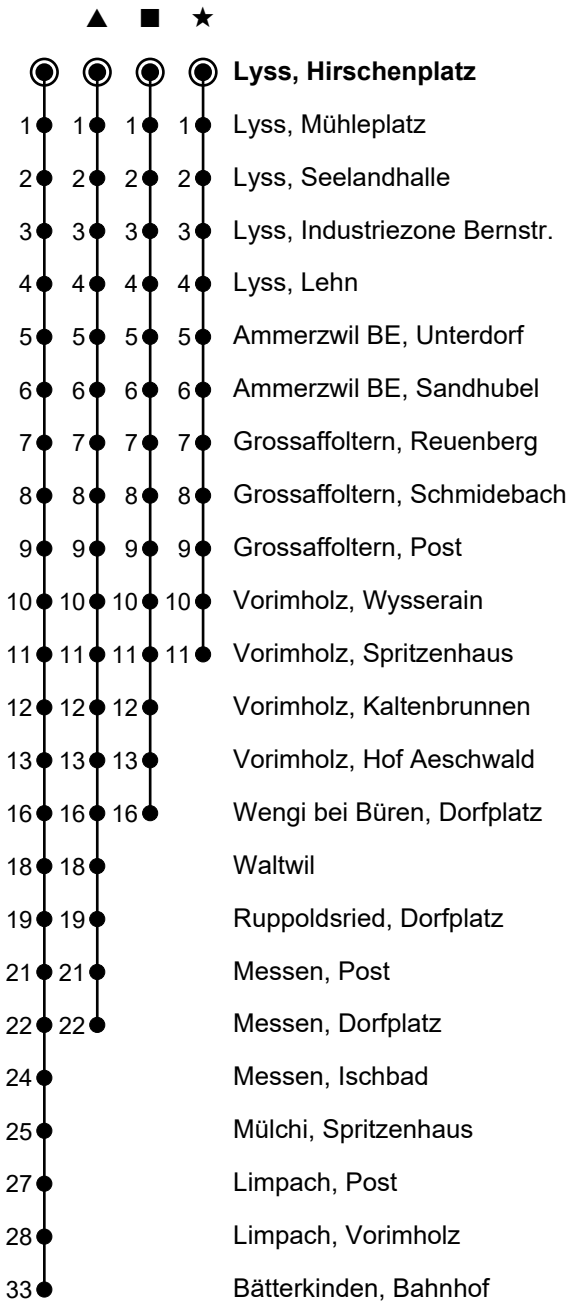 ▲ ■ ★
Lyss, Hirschenplatz
1 1 1 1 Lyss, Mühleplatz
2 2 2 2 Lyss, Seelandhalle
3 3 3 3 Lyss, Industriezone Bernstr.
4 4 4 4 Lyss, Lehn
5 5 5 5 Ammerzwil BE, Unterdorf
6 6 6 6 Ammerzwil BE, Sandhubel
7 7 7 7 Grossaffoltern, Reuenberg
8 8 8 8 Grossaffoltern, Schmidebach
9 9 9 9 Grossaffoltern, Post
10 10 10 10 Vorimholz, Wysserain
11 11 11 11 Vorimholz, Spritzenhaus
12 12 12 Vorimholz, Kaltenbrunnen
13 13 13 Vorimholz, Hof Aeschwald
16 16 16 Wengi bei Büren, Dorfplatz
18 18 Waltwil
19 19 Ruppoldsried, Dorfplatz
21 21 Messen, Post
22 22 Messen, Dorfplatz
24 Messen, Ischbad
25 Mülchi, Spritzenhaus
27 Limpach, Post
28 Limpach, Vorimholz
33 Bätterkinden, Bahnhof